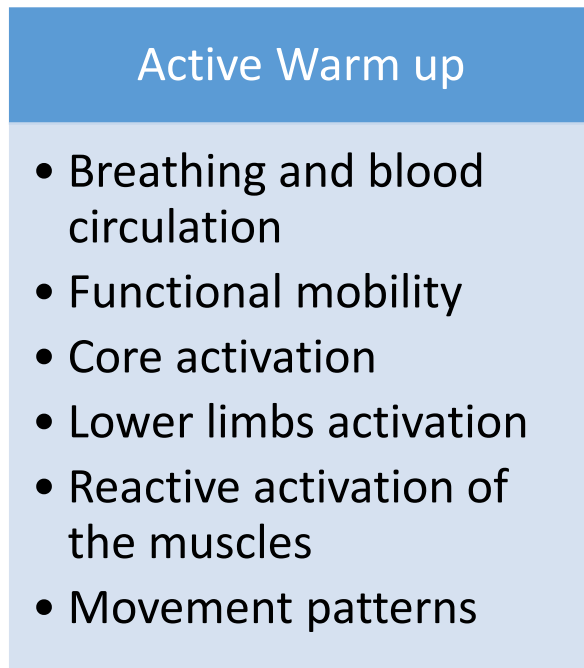 Active Warm up
• Breathing and blood
circulation
• Functional mobility
• Core activation
• Lower limbs activation
• Reactive activation of
the muscles
• Movement patterns